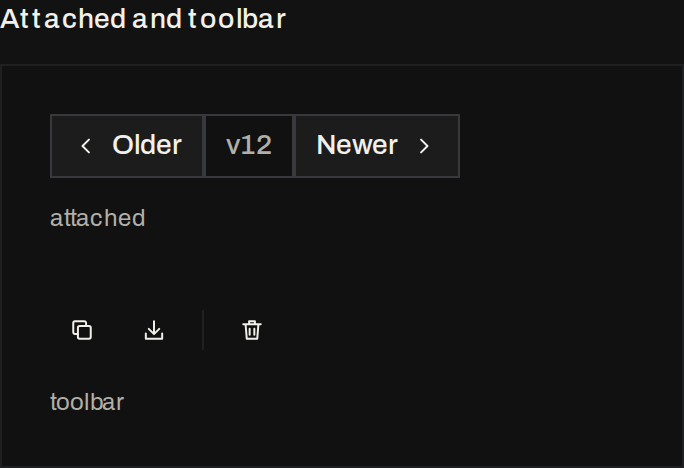 Attached and toolbar
Older v12 Newer
attached
toolbar